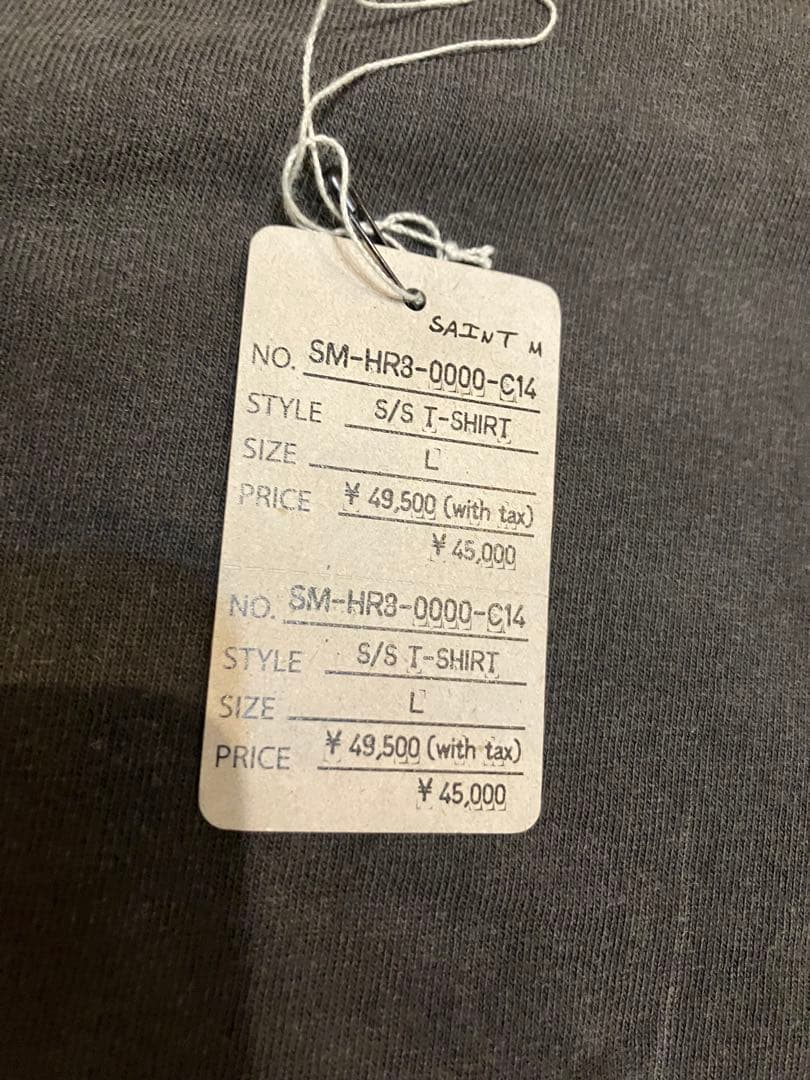 SAINT M
NO. SM-HR3-0000-C14
STYLE S/S T-SHIRT
SIZE L
PRICE ¥ 49,500 (with tax)
¥ 45,000
NO. SM-HR3-0000-C14
STYLE S/S T-SHIRT
SIZE L
PRICE ¥ 49,500 (with tax)
¥ 45,000